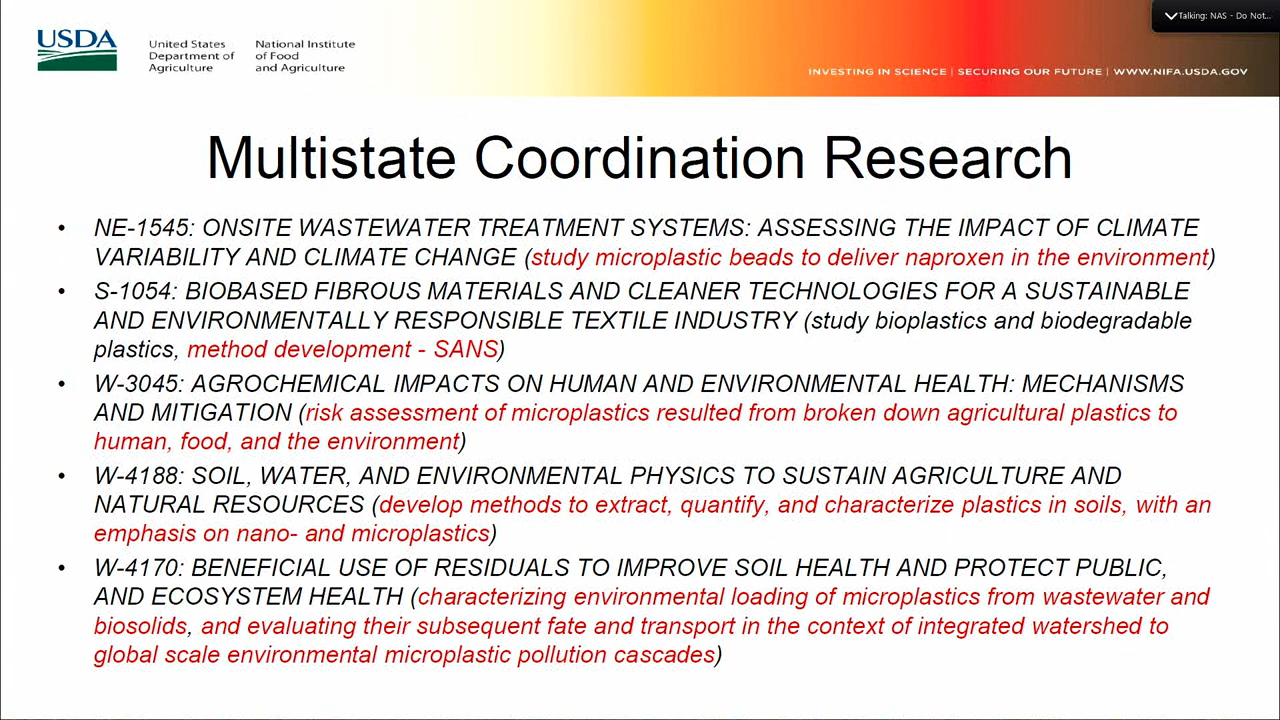 Talking: NAS - Do Not...
USDA
United States
Department of
Agriculture
National Institute
of Food
and Agriculture
INVESTING IN SCIENCE | SECURING OUR FUTURE | WWW.NIFA.USDA.GOV
Multistate Coordination Research
• NE-1545: ONSITE WASTEWATER TREATMENT SYSTEMS: ASSESSING THE IMPACT OF CLIMATE
VARIABILITY AND CLIMATE CHANGE (study microplastic beads to deliver naproxen in the environment)
• S-1054: BIOBASED FIBROUS MATERIALS AND CLEANER TECHNOLOGIES FOR A SUSTAINABLE
AND ENVIRONMENTALLY RESPONSIBLE TEXTILE INDUSTRY (study bioplastics and biodegradable
plastics, method development - SANS)
• W-3045: AGROCHEMICAL IMPACTS ON HUMAN AND ENVIRONMENTAL HEALTH: MECHANISMS
AND MITIGATION (risk assessment of microplastics resulted from broken down agricultural plastics to
human, food, and the environment)
• W-4188: SOIL, WATER, AND ENVIRONMENTAL PHYSICS TO SUSTAIN AGRICULTURE AND
NATURAL RESOURCES (develop methods to extract, quantify, and characterize plastics in soils, with an
emphasis on nano- and microplastics)
• W-4170: BENEFICIAL USE OF RESIDUALS TO IMPROVE SOIL HEALTH AND PROTECT PUBLIC,
AND ECOSYSTEM HEALTH (characterizing environmental loading of microplastics from wastewater and
biosolids, and evaluating their subsequent fate and transport in the context of integrated watershed to
global scale environmental microplastic pollution cascades)